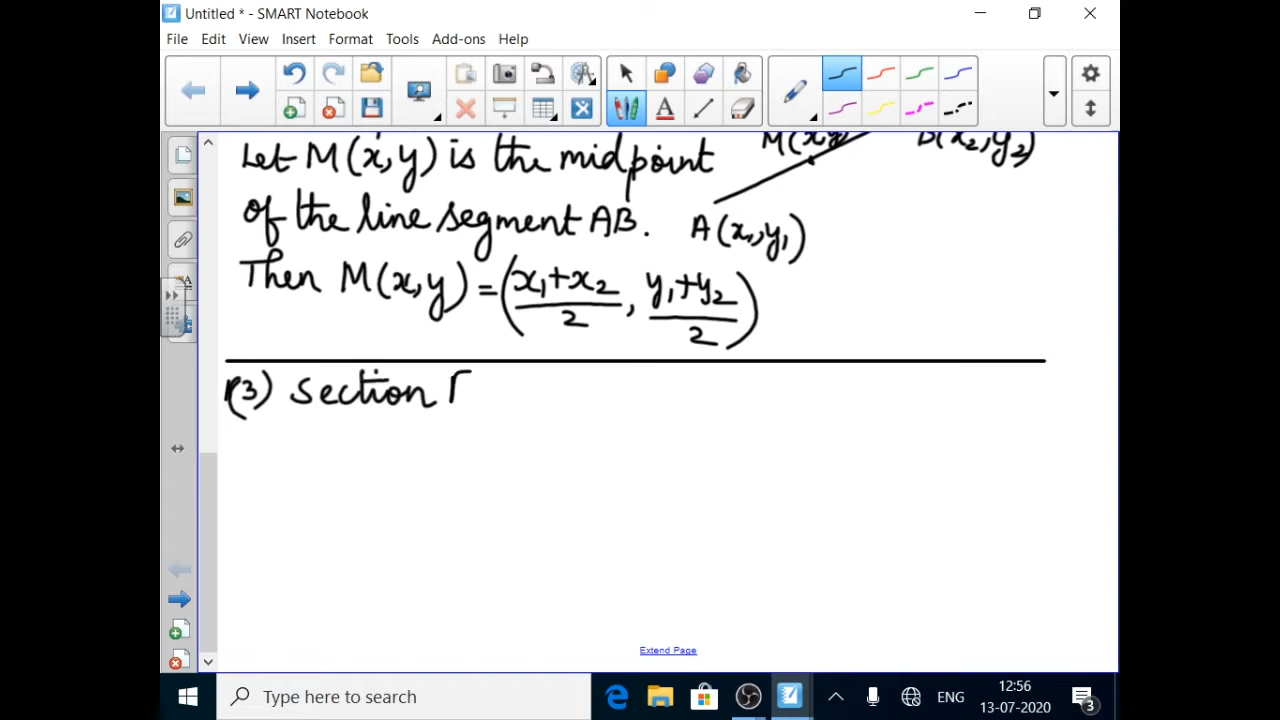 Untitled * - SMART Notebook
File Edit View Insert Format Tools Add-ons Help
M(x,y) B(x₂,y₂)
Let M(x,y) is the midpoint
of the line segment AB. A(x₁,y₁)
Then M(x,y) = (x₁+x₂/2, y₁+y₂/2)
(3) Section
Extend Page
Type here to search
ENG
12:56
13-07-2020
3